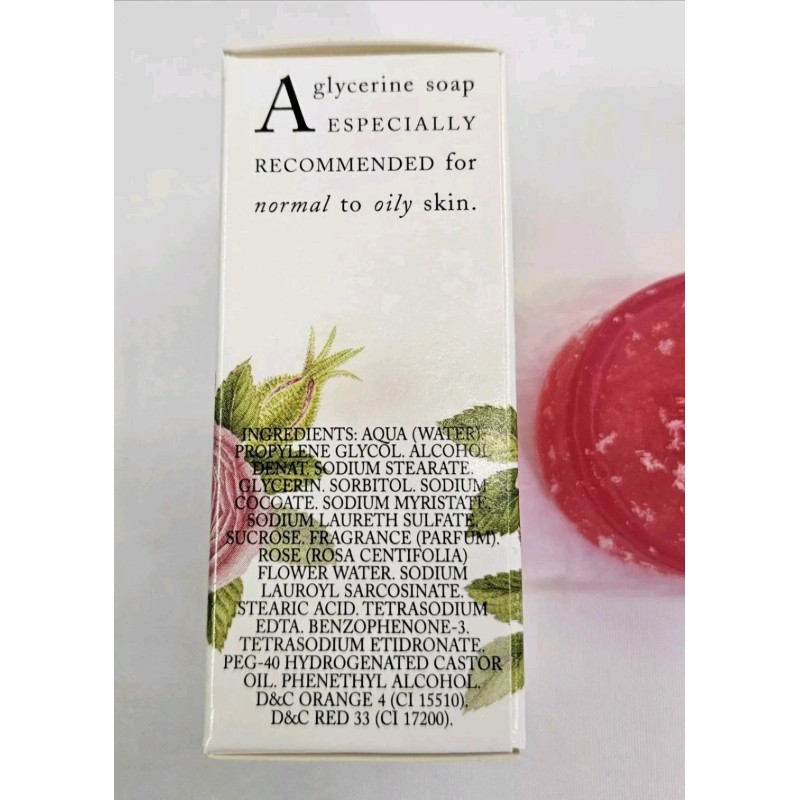 A glycerine soap
ESPECIALLY
RECOMMENDED for
normal to oily skin.
INGREDIENTS: AQUA (WATER).
PROPYLENE GLYCOL. ALCOHOL
DENAT. SODIUM STEARATE.
GLYCERIN. SORBITOL. SODIUM
COCOATE. SODIUM MYRISTATE.
SODIUM LAURETH SULFATE.
SUCROSE. FRAGRANCE (PARFUM).
ROSE (ROSA CENTIFOLIA)
FLOWER WATER. SODIUM
LAUROYL SARCOSINATE.
STEARIC ACID. TETRASODIUM
EDTA. BENZOPHENONE-3.
TETRASODIUM ETIDRONATE.
PEG-40 HYDROGENATED CASTOR
OIL. PHENETHYL ALCOHOL.
D&C ORANGE 4 (CI 15510).
D&C RED 33 (CI 17200).